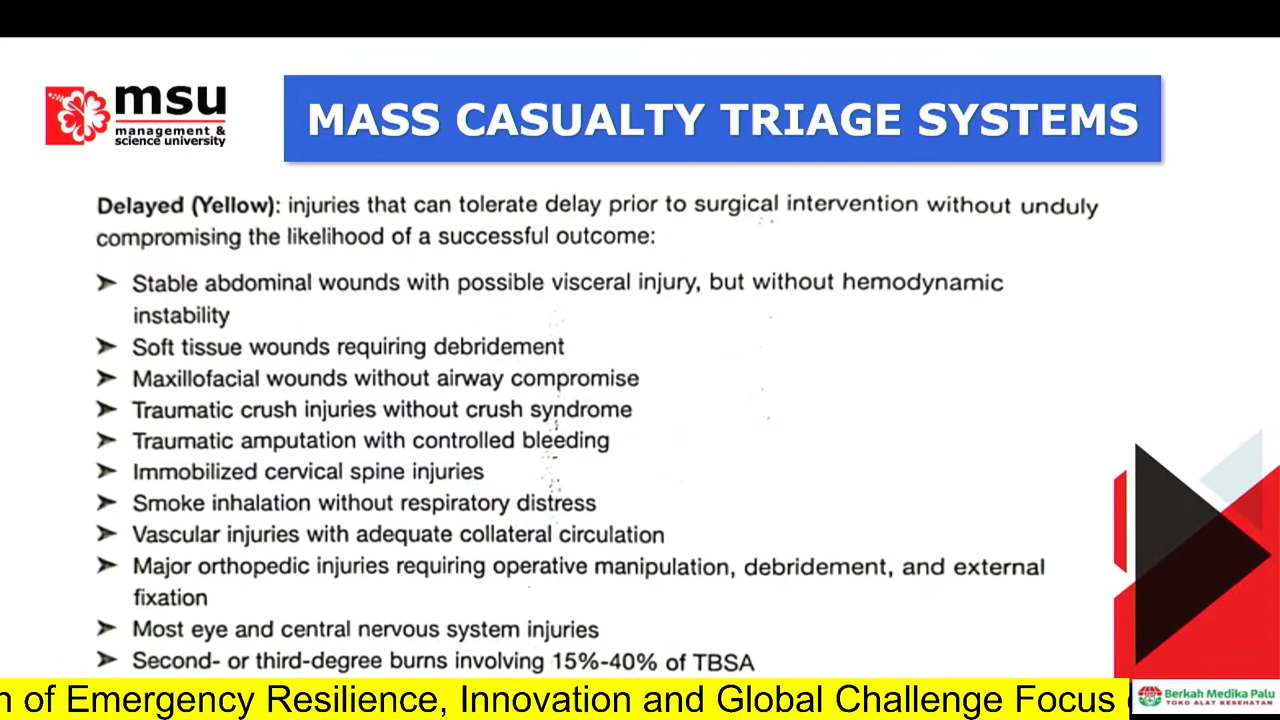 msu
management &
science university
MASS CASUALTY TRIAGE SYSTEMS
Delayed (Yellow): injuries that can tolerate delay prior to surgical intervention without unduly
compromising the likelihood of a successful outcome:
➤ Stable abdominal wounds with possible visceral injury, but without hemodynamic
instability
➤ Soft tissue wounds requiring debridement
➤ Maxillofacial wounds without airway compromise
➤ Traumatic crush injuries without crush syndrome
➤ Traumatic amputation with controlled bleeding
➤ Immobilized cervical spine injuries
➤ Smoke inhalation without respiratory distress
➤ Vascular injuries with adequate collateral circulation
➤ Major orthopedic injuries requiring operative manipulation, debridement, and external
fixation
➤ Most eye and central nervous system injuries
➤ Second- or third-degree burns involving 15%-40% of TBSA
of Emergency Resilience, Innovation and Global Challenge Focus
Berkah Medika Palu
TOKO ALAT KESEHATAN